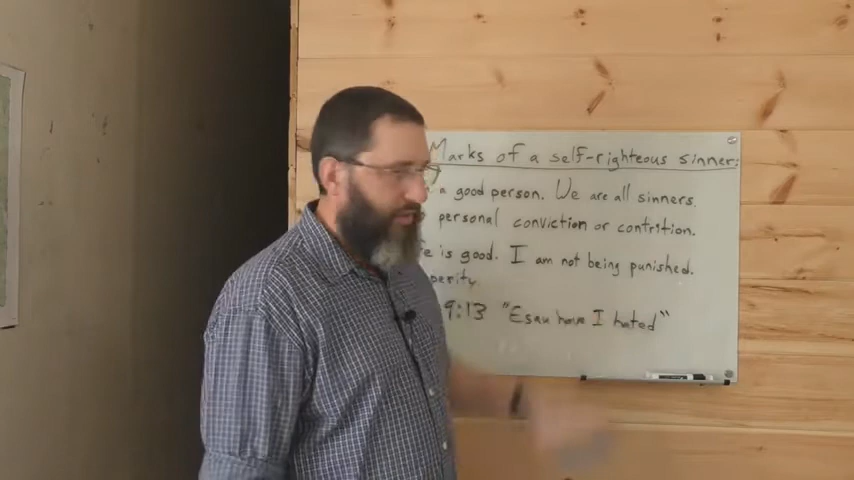 Marks of a self-righteous sinner:
a good person. We are all sinners.
personal conviction or contrition.
is good. I am not being punished.
9:13 "Esau have I hated"